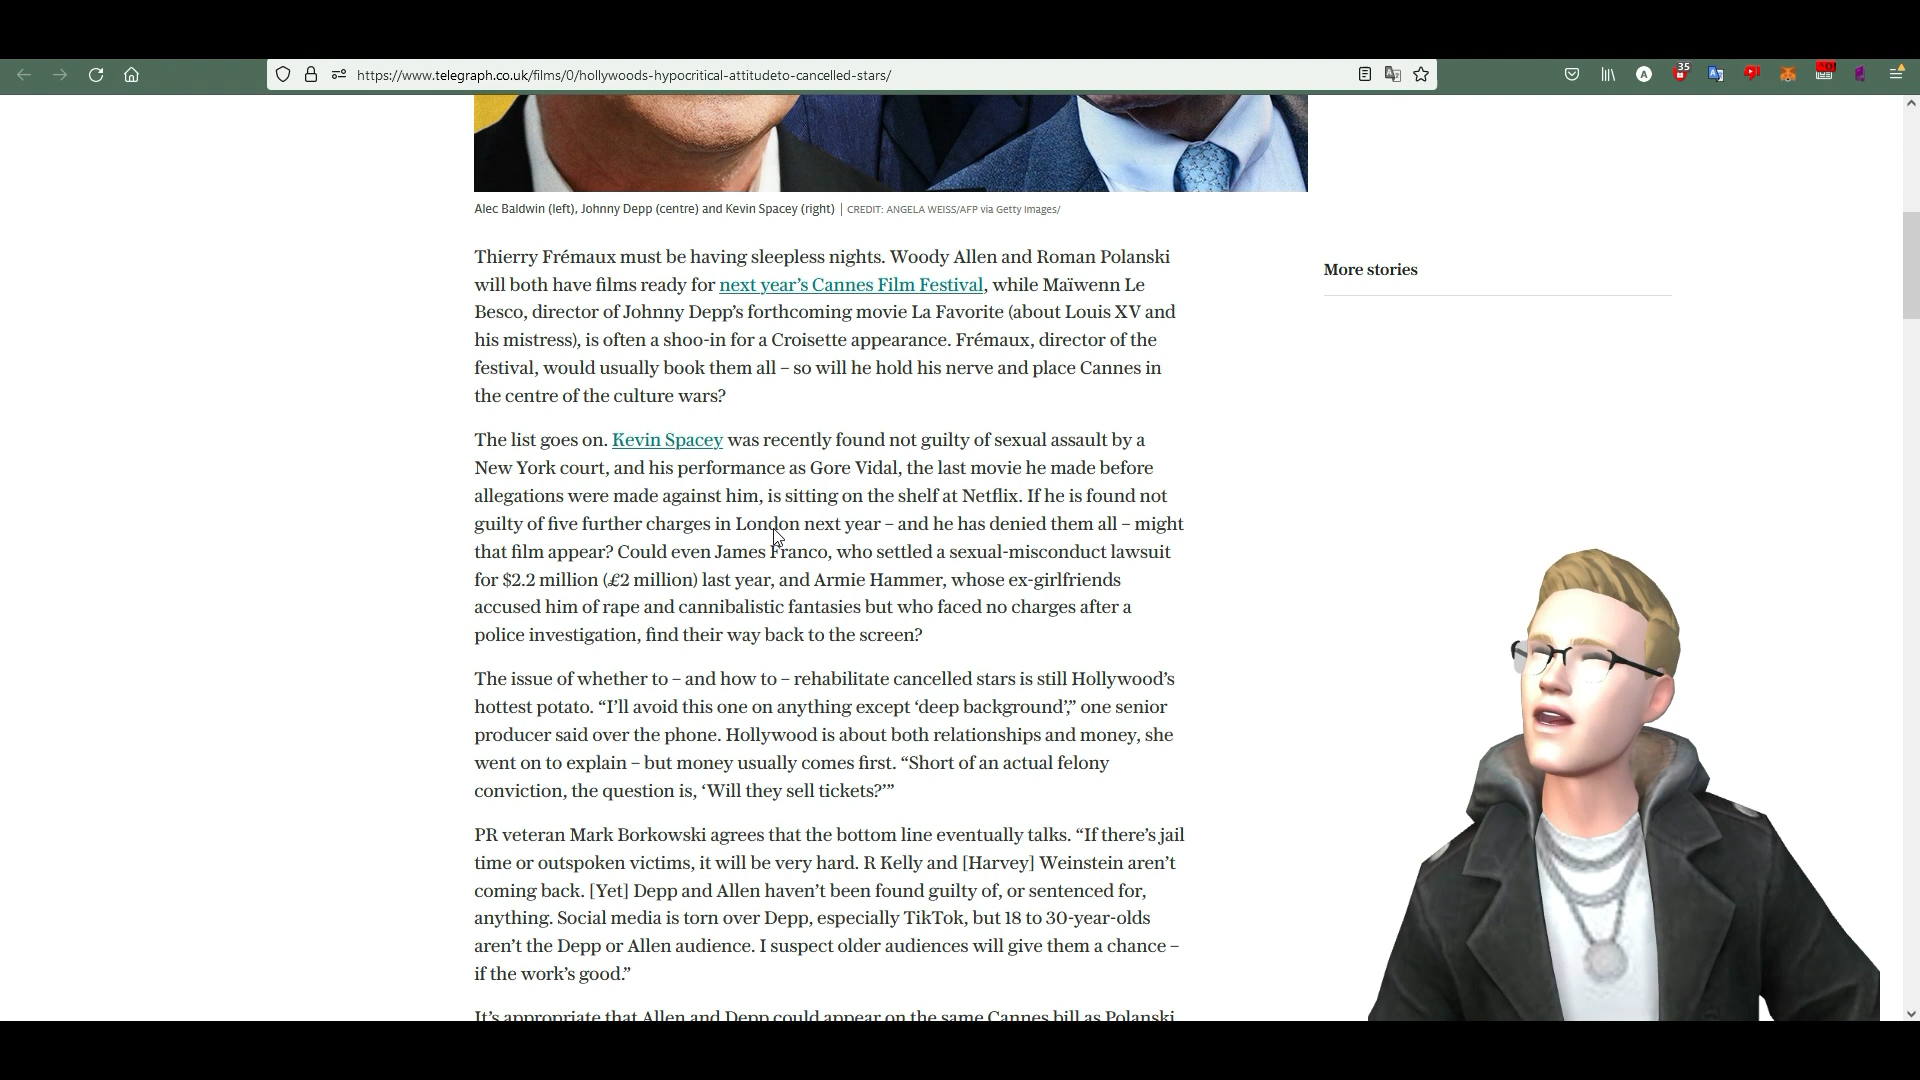 https://www.telegraph.co.uk/films/0/hollywoods-hypocritical-attitudeto-cancelled-stars/
A
35
Alec Baldwin (left), Johnny Depp (centre) and Kevin Spacey (right) | CREDIT: ANGELA WEISS/AFP via Getty Images/
Thierry Frémaux must be having sleepless nights. Woody Allen and Roman Polanski
will both have films ready for next year's Cannes Film Festival, while Maïwenn Le
Besco, director of Johnny Depp's forthcoming movie La Favorite (about Louis XV and
his mistress), is often a shoo-in for a Croisette appearance. Frémaux, director of the
festival, would usually book them all – so will he hold his nerve and place Cannes in
the centre of the culture wars?
More stories
The list goes on. Kevin Spacey was recently found not guilty of sexual assault by a
New York court, and his performance as Gore Vidal, the last movie he made before
allegations were made against him, is sitting on the shelf at Netflix. If he is found not
guilty of five further charges in London next year – and he has denied them all – might
that film appear? Could even James Franco, who settled a sexual-misconduct lawsuit
for $2.2 million (£2 million) last year, and Armie Hammer, whose ex-girlfriends
accused him of rape and cannibalistic fantasies but who faced no charges after a
police investigation, find their way back to the screen?
The issue of whether to – and how to – rehabilitate cancelled stars is still Hollywood's
hottest potato. “I'll avoid this one on anything except ‘deep background’,” one senior
producer said over the phone. Hollywood is about both relationships and money, she
went on to explain – but money usually comes first. “Short of an actual felony
conviction, the question is, ‘Will they sell tickets?’”
PR veteran Mark Borkowski agrees that the bottom line eventually talks. “If there's jail
time or outspoken victims, it will be very hard. R Kelly and [Harvey] Weinstein aren't
coming back. [Yet] Depp and Allen haven't been found guilty of, or sentenced for,
anything. Social media is torn over Depp, especially TikTok, but 18 to 30-year-olds
aren't the Depp or Allen audience. I suspect older audiences will give them a chance –
if the work's good.”
It's appropriate that Allen and Depp could appear on the same Cannes bill as Polanski